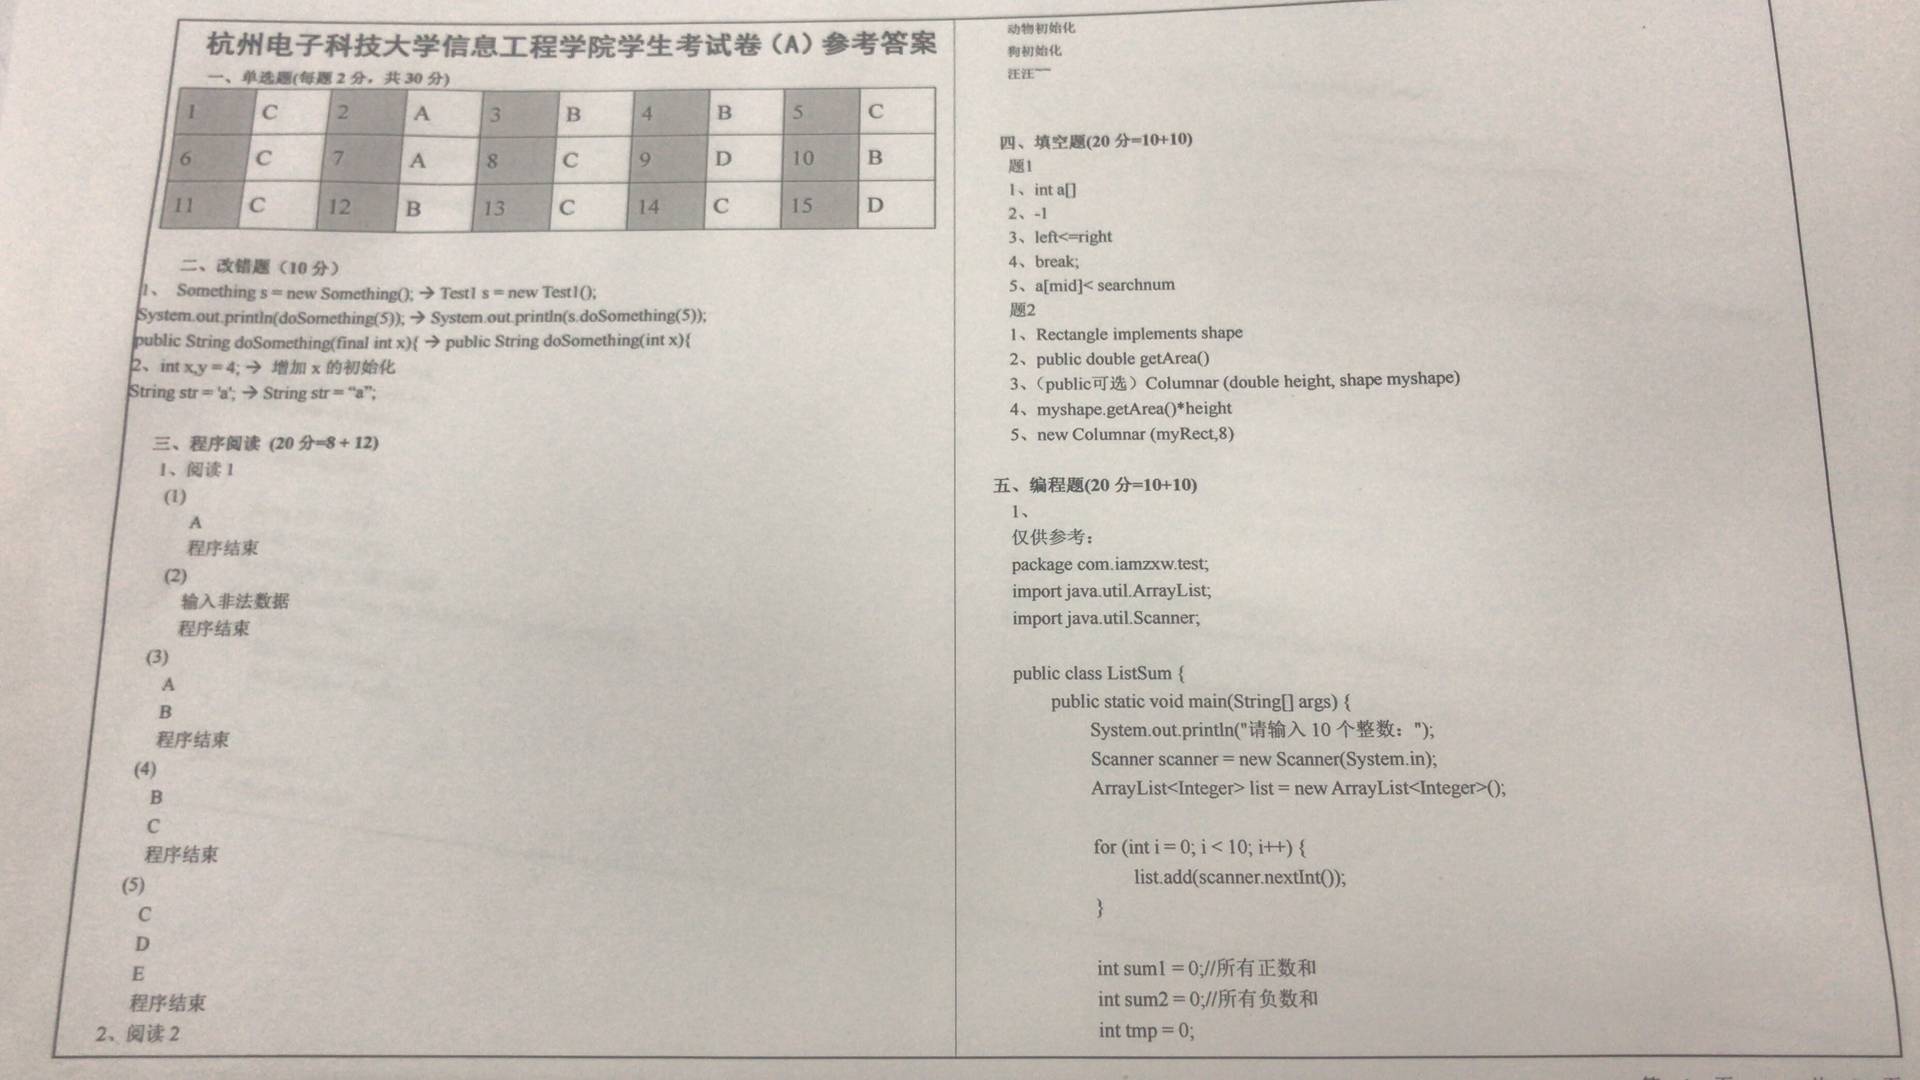 杭州电子科技大学信息工程学院学生考试卷（A）参考答案
一、单选题(每题 2 分，共 30 分)
1 C 2 A 3 B 4 B 5 C
6 C 7 A 8 C 9 D 10 B
11 C 12 B 13 C 14 C 15 D
二、改错题（10 分）
1、 Something s = new Something(); → Test1 s = new Test1();
System.out.println(doSomething(5)); → System.out.println(s.doSomething(5));
public String doSomething(final int x){ → public String doSomething(int x){
2、int x,y = 4; → 增加 x 的初始化
String str = 'a'; → String str = “a”;
三、程序阅读 (20 分=8 + 12)
1、阅读 1
(1)
A
程序结束
(2)
输入非法数据
程序结束
(3)
A
B
程序结束
(4)
B
C
程序结束
(5)
C
D
E
程序结束
2、阅读 2
动物初始化
狗初始化
汪汪~~
四、填空题(20 分=10+10)
题1
1、int a[]
2、-1
3、left<=right
4、break;
5、a[mid]< searchnum
题2
1、Rectangle implements shape
2、public double getArea()
3、（public可选）Columnar (double height, shape myshape)
4、myshape.getArea()*height
5、new Columnar (myRect,8)
五、编程题(20 分=10+10)
1、
仅供参考：
package com.iamzxw.test;
import java.util.ArrayList;
import java.util.Scanner;
public class ListSum {
public static void main(String[] args) {
System.out.println("请输入 10 个整数：");
Scanner scanner = new Scanner(System.in);
ArrayList<Integer> list = new ArrayList<Integer>();
for (int i = 0; i < 10; i++) {
list.add(scanner.nextInt());
}
int sum1 = 0;//所有正数和
int sum2 = 0;//所有负数和
int tmp = 0;